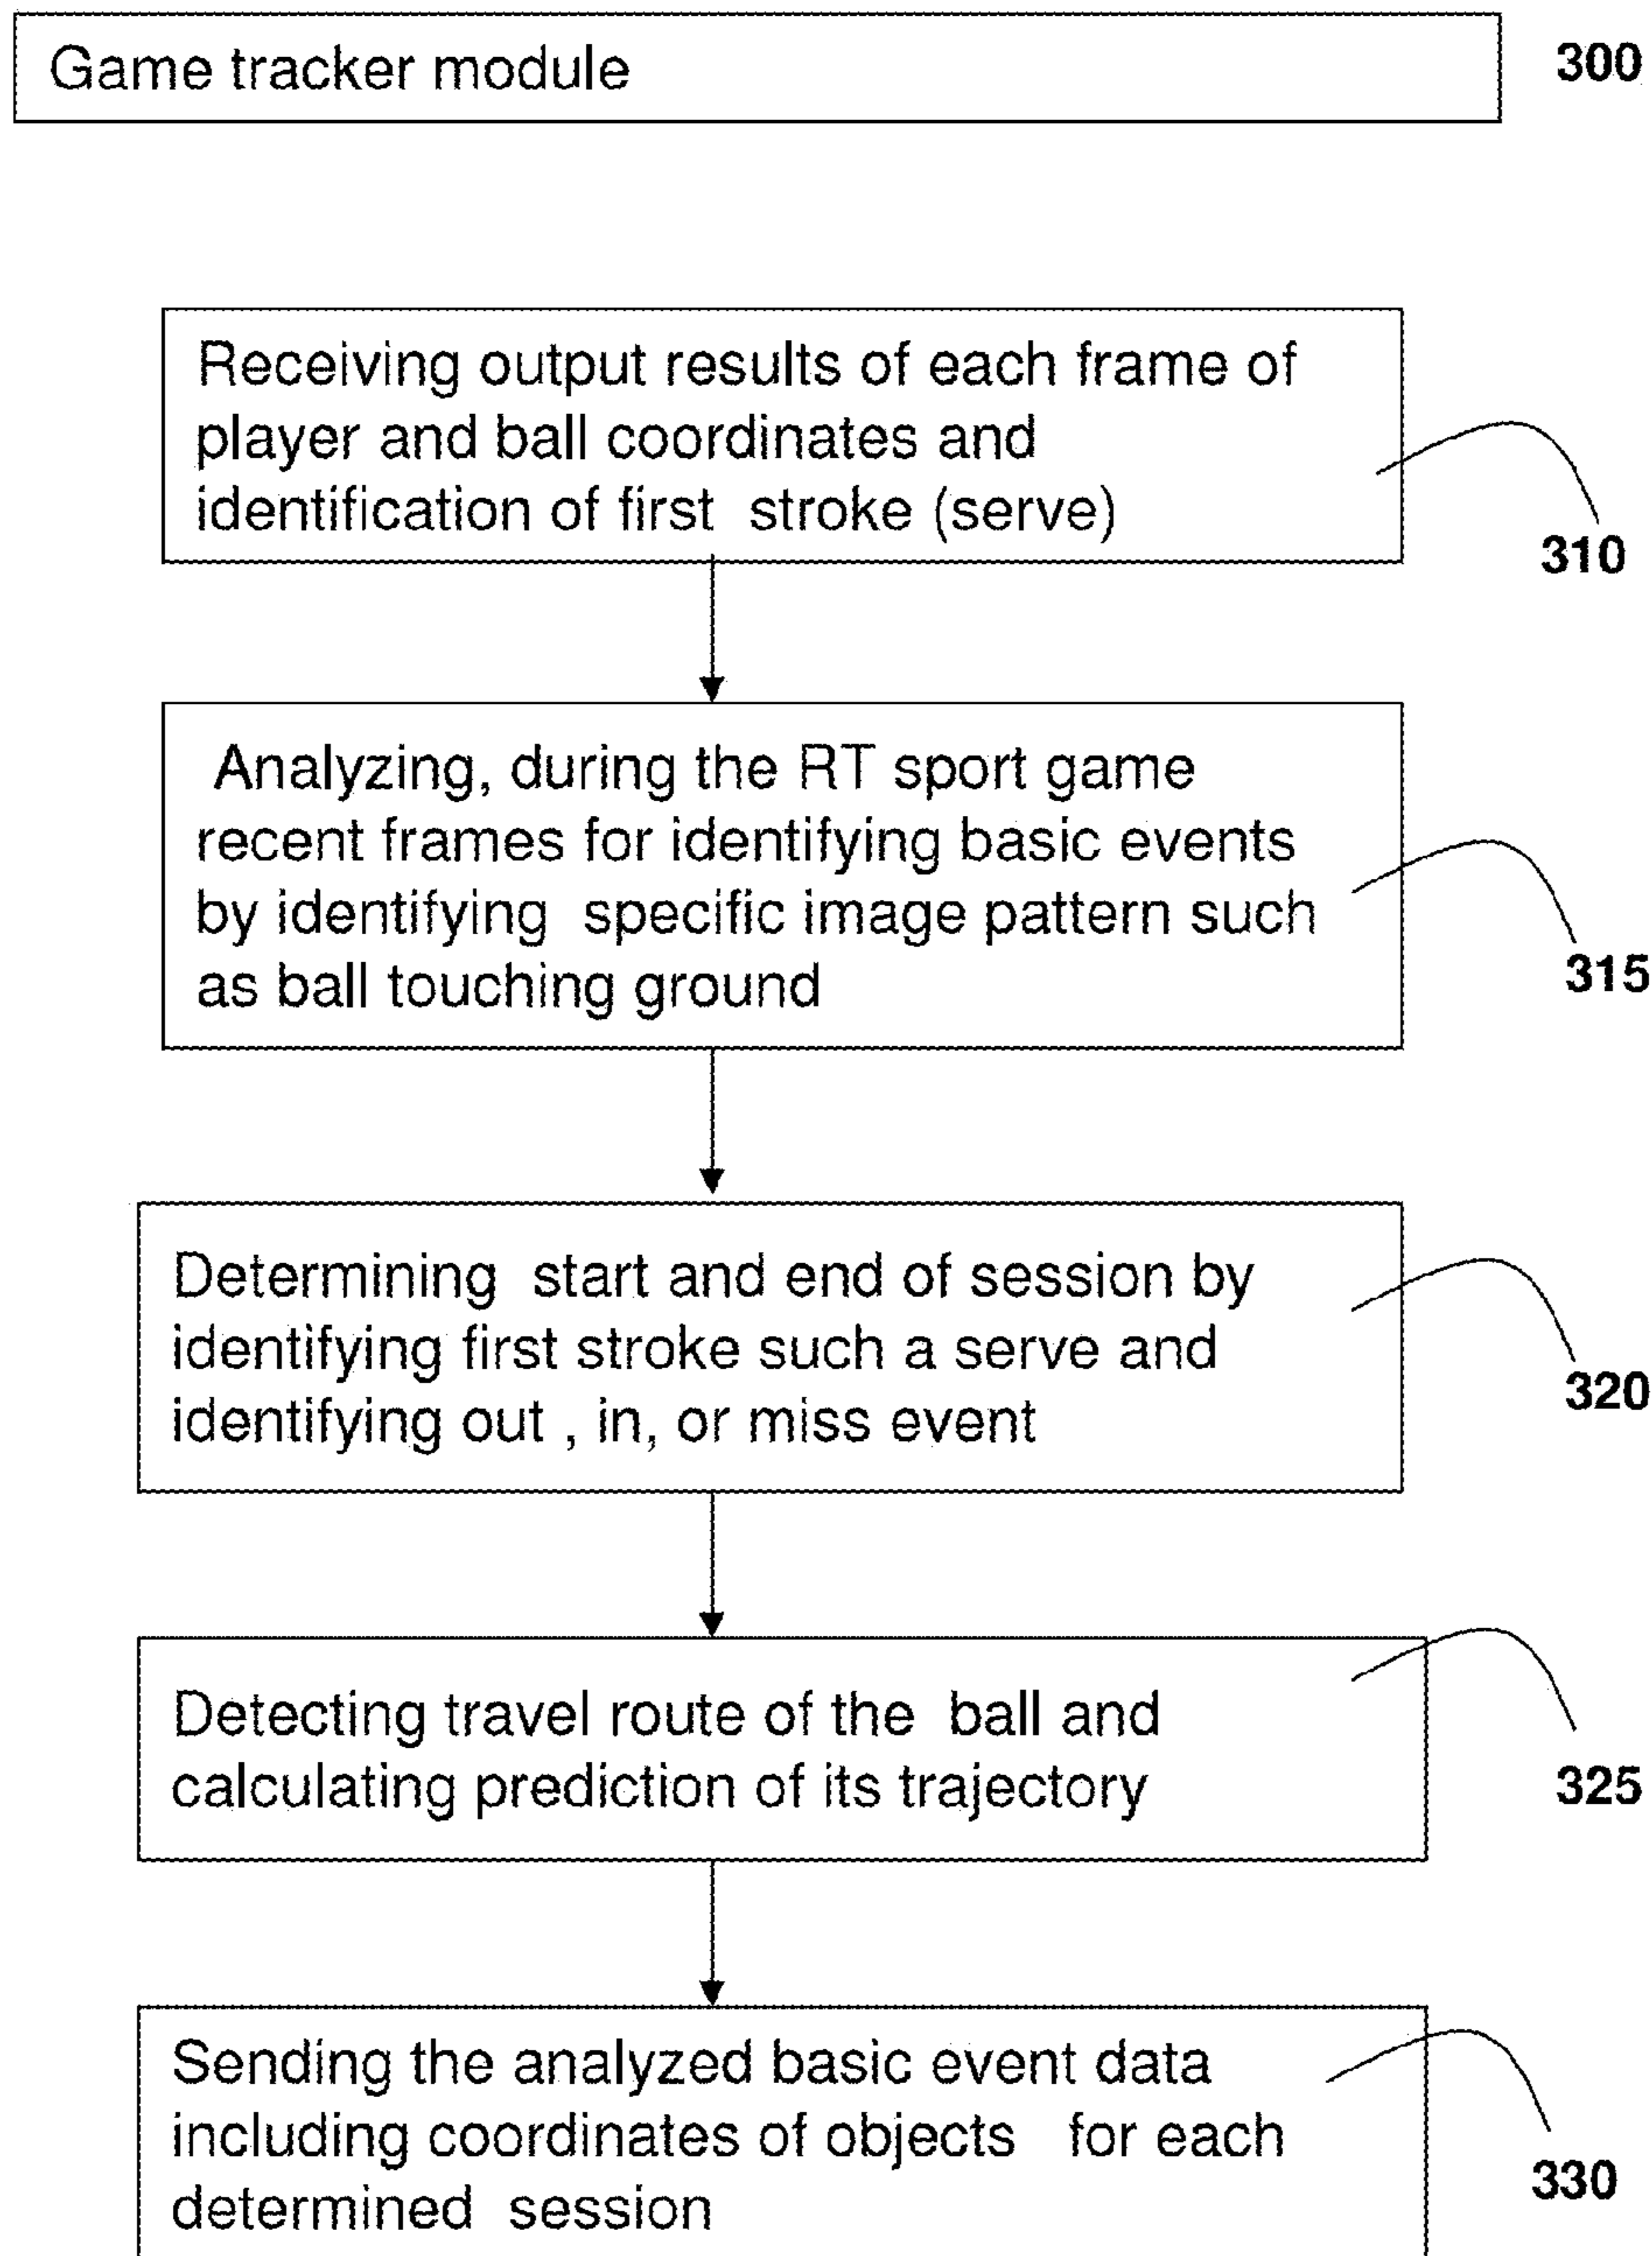 Game tracker module
300
Receiving output results of each frame of
player and ball coordinates and
identification of first stroke (serve)
310
Analyzing, during the RT sport game
recent frames for identifying basic events
by identifying specific image pattern such
as ball touching ground
315
Determining start and end of session by
identifying first stroke such a serve and
identifying out , in, or miss event
320
Detecting travel route of the ball and
calculating prediction of its trajectory
325
Sending the analyzed basic event data
including coordinates of objects for each
determined session
330